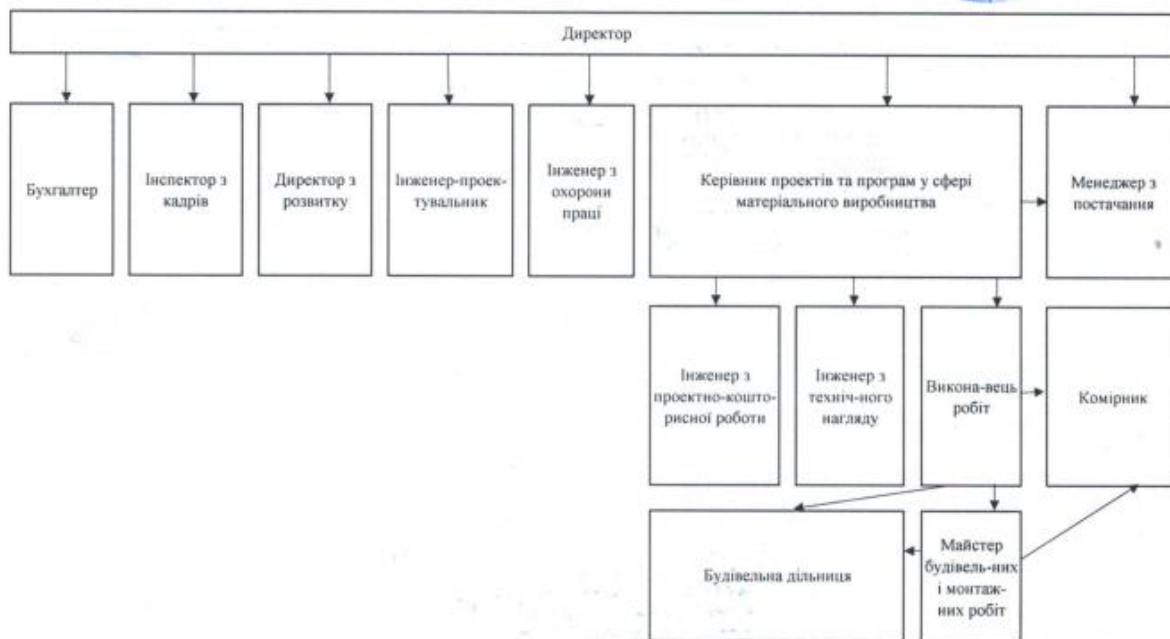 Директор
Бухгалтер
Інспектор з
кадрів
Директор з
розвитку
Інженер-проек-
тувальник
Інженер з
охорони
праці
Керівник проектів та програм у сфері
матеріального виробництва
Менеджер з
постачання
Інженер з
проектно-кошто-
рисної роботи
Інженер з
техніч-ного
нагляду
Викона-вець
робіт
Комірник
Будівельна дільниця
Майстер
будівель-них
і монтаж-
них робіт